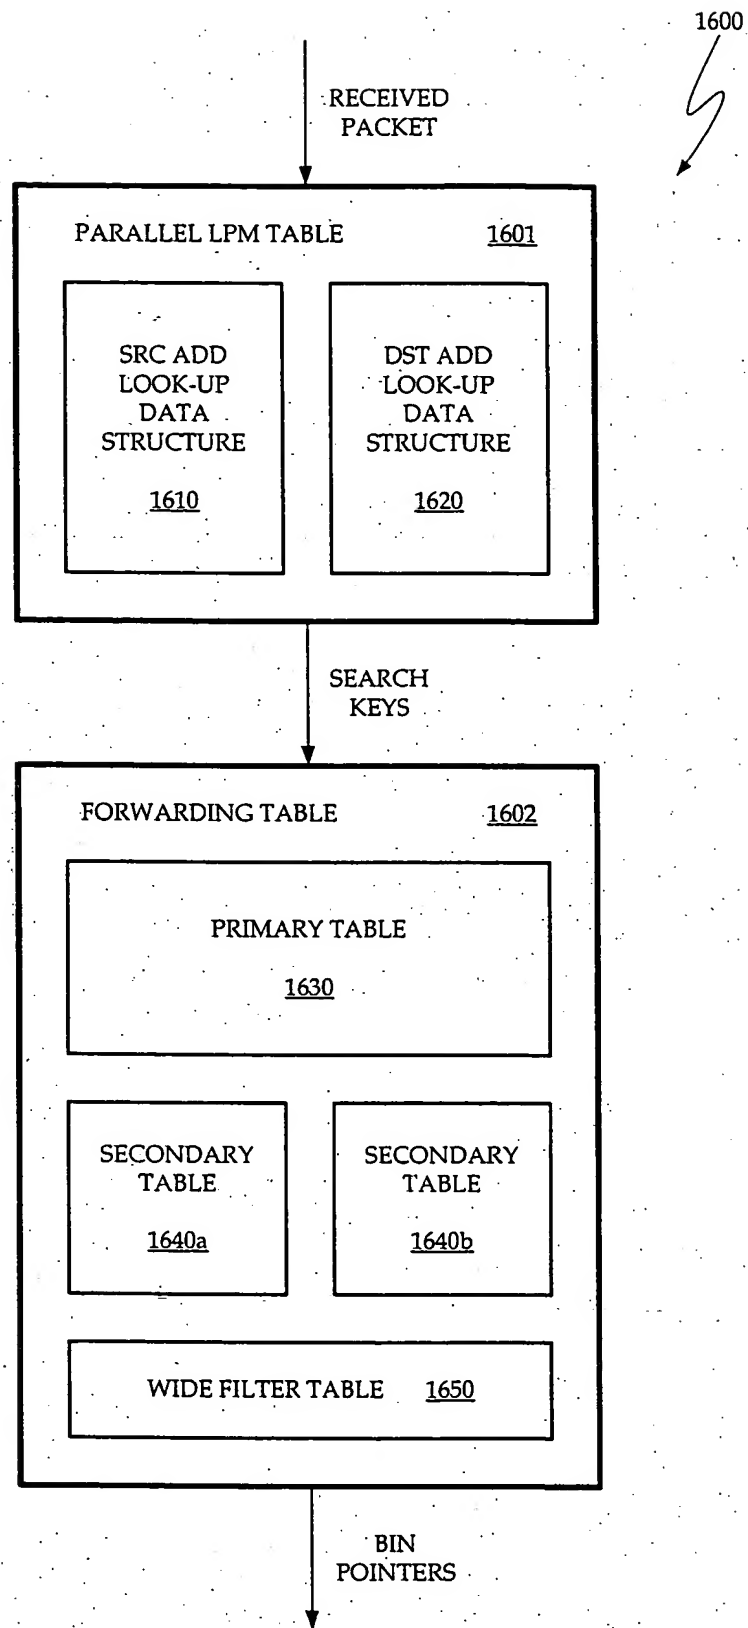 1600
RECEIVED
PACKET
PARALLEL LPM TABLE 1601
SRC ADD
LOOK-UP
DATA
STRUCTURE
1610
DST ADD
LOOK-UP
DATA
STRUCTURE
1620
SEARCH
KEYS
FORWARDING TABLE 1602
PRIMARY TABLE
1630
SECONDARY
TABLE
1640a
SECONDARY
TABLE
1640b
WIDE FILTER TABLE 1650
BIN
POINTERS